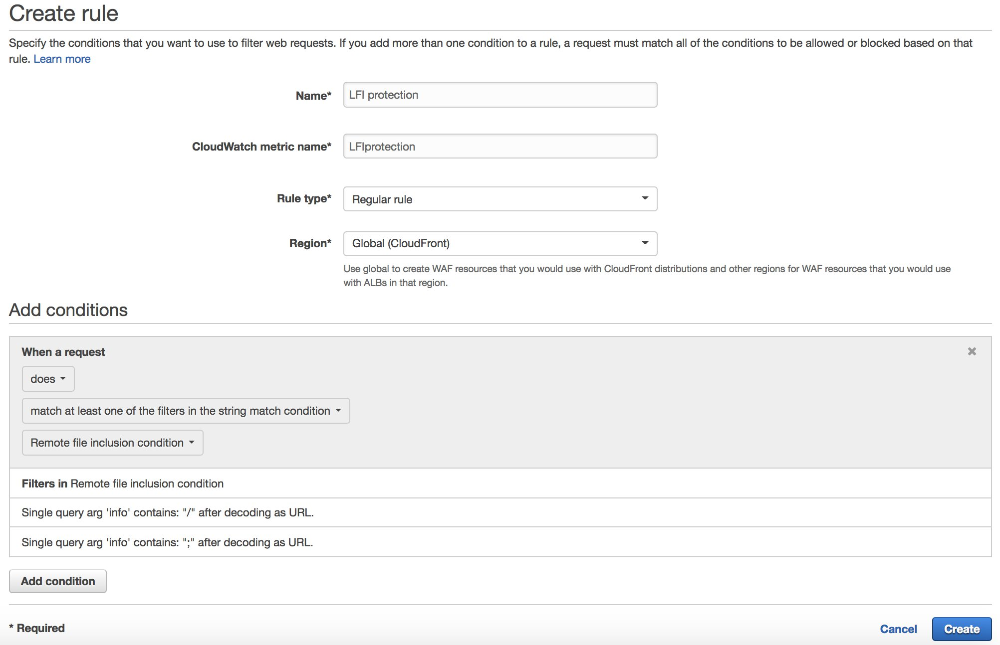 Create rule
Specify the conditions that you want to use to filter web requests. If you add more than one condition to a rule, a request must match all of the conditions to be allowed or blocked based on that
rule. Learn more
Name* LFI protection
CloudWatch metric name* LFIprotection
Rule type* Regular rule
Region* Global (CloudFront)
Use global to create WAF resources that you would use with CloudFront distributions and other regions for WAF resources that you would use
with ALBs in that region.
Add conditions
When a request
does
match at least one of the filters in the string match condition
Remote file inclusion condition
Filters in Remote file inclusion condition
Single query arg 'info' contains: "/" after decoding as URL.
Single query arg 'info' contains: ";" after decoding as URL.
Add condition
* Required
Cancel Create